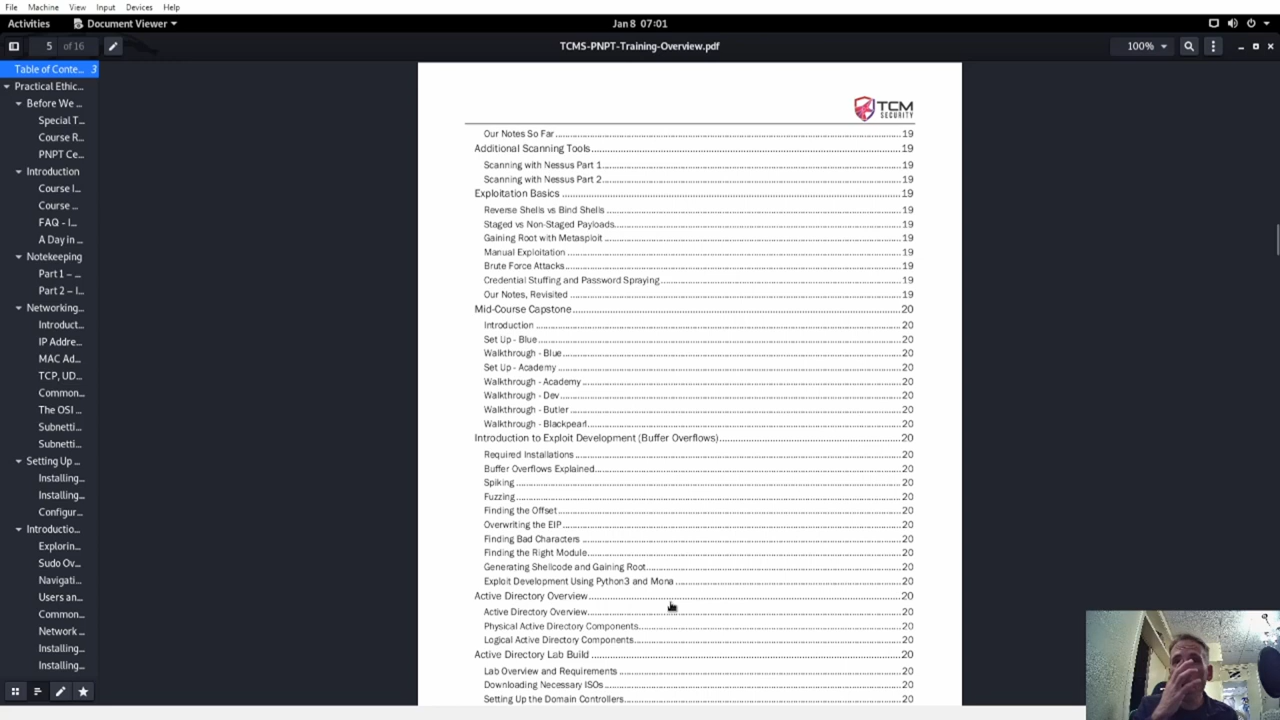 File Machine View Input Devices Help
Activities Document Viewer Jan 8 07:01
5 of 16 TCMS-PNPT-Training-Overview.pdf 100%
Table of Conte... 3
Practical Ethic...
Before We ...
Special T...
Course R...
PNPT Ce...
Introduction
Course I...
Course ...
FAQ - I...
A Day in ...
Notekeeping
Part 1 – ...
Part 2 – I...
Networking...
Introduct...
IP Addre...
MAC Ad...
TCP, UD...
Common...
The OSI ...
Subnetti...
Subnetti...
Setting Up ...
Installing...
Installing...
Configur...
Introductio...
Explorin...
Sudo Ov...
Navigati...
Users an...
Common...
Network ...
Installing...
Installing...
TCM
SECURITY
Our Notes So Far 19
Additional Scanning Tools 19
Scanning with Nessus Part 1 19
Scanning with Nessus Part 2 19
Exploitation Basics 19
Reverse Shells vs Bind Shells 19
Staged vs Non-Staged Payloads 19
Gaining Root with Metasploit 19
Manual Exploitation 19
Brute Force Attacks 19
Credential Stuffing and Password Spraying 19
Our Notes, Revisited 19
Mid-Course Capstone 20
Introduction 20
Set Up - Blue 20
Walkthrough - Blue 20
Set Up - Academy 20
Walkthrough - Academy 20
Walkthrough - Dev 20
Walkthrough - Butler 20
Walkthrough - Blackpearl 20
Introduction to Exploit Development (Buffer Overflows) 20
Required Installations 20
Buffer Overflows Explained 20
Spiking 20
Fuzzing 20
Finding the Offset 20
Overwriting the EIP 20
Finding Bad Characters 20
Finding the Right Module 20
Generating Shellcode and Gaining Root 20
Exploit Development Using Python3 and Mona 20
Active Directory Overview 20
Active Directory Overview 20
Physical Active Directory Components 20
Logical Active Directory Components 20
Active Directory Lab Build 20
Lab Overview and Requirements 20
Downloading Necessary ISOs 20
Setting Up the Domain Controllers 20